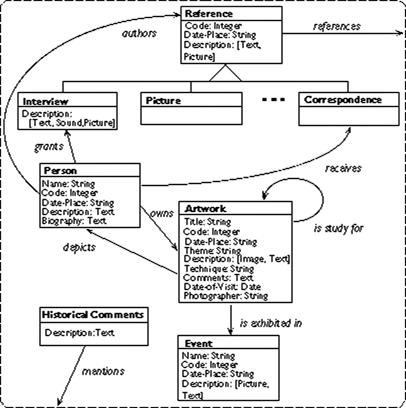 Reference
Code: Integer
Date-Place: String
Description: [Text,
Picture]
authors
references
Interview
Description:
[Text, Sound,Picture]
Picture
Correspondence
grants
Person
Name: String
Code: Integer
Date-Place: String
Description: Text
Biography: Text
receives
owns
depicts
Artwork
Title: String
Code: Integer
Date-Place: String
Theme: String
Description: [Image, Text]
Technique: String
Comments: Text
Date-of-Visit: Date
Photographer: String
is study for
Historical Comments
Description:Text
mentions
is exhibited in
Event
Name: String
Code: Integer
Date-Place: String
Description: [Picture,
Text]